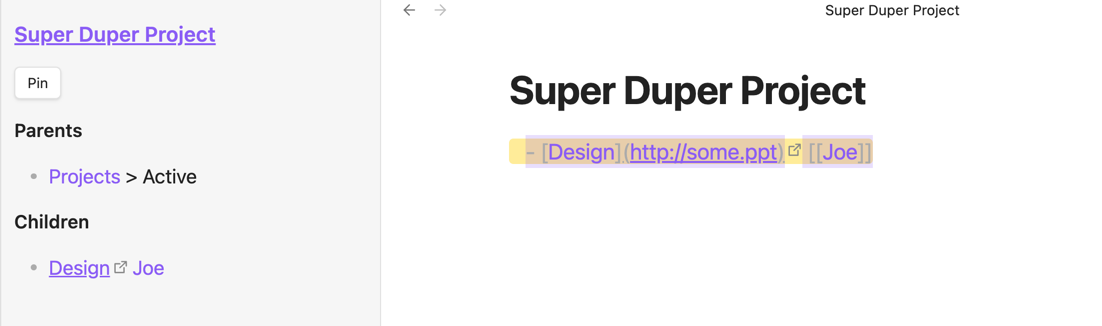 Super Duper Project
Pin
Parents
Projects > Active
Children
Design Joe
Super Duper Project
Super Duper Project
- [Design](http://some.ppt) [[Joe]]